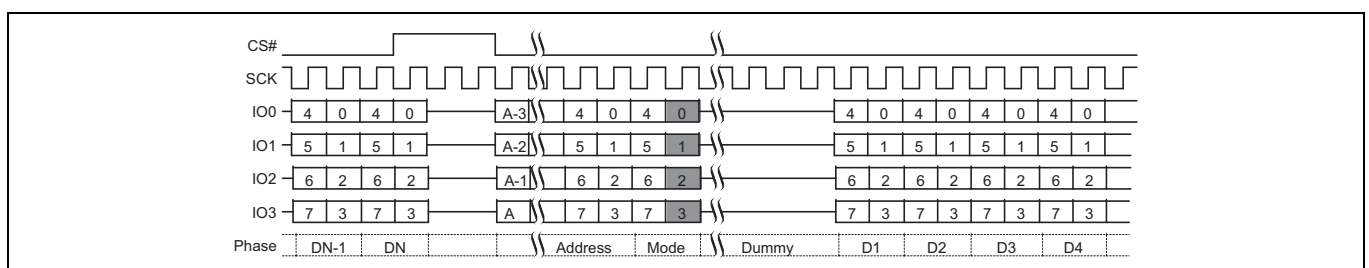 CS#
SCK
IO0 4 0 4 0 A-3 4 0 4 0 4 0 4 0 4 0 4 0
IO1 5 1 5 1 A-2 5 1 5 1 5 1 5 1 5 1 5 1
IO2 6 2 6 2 A-1 6 2 6 2 6 2 6 2 6 2 6 2
IO3 7 3 7 3 A 7 3 7 3 7 3 7 3 7 3 7 3
Phase DN-1 DN Address Mode Dummy D1 D2 D3 D4